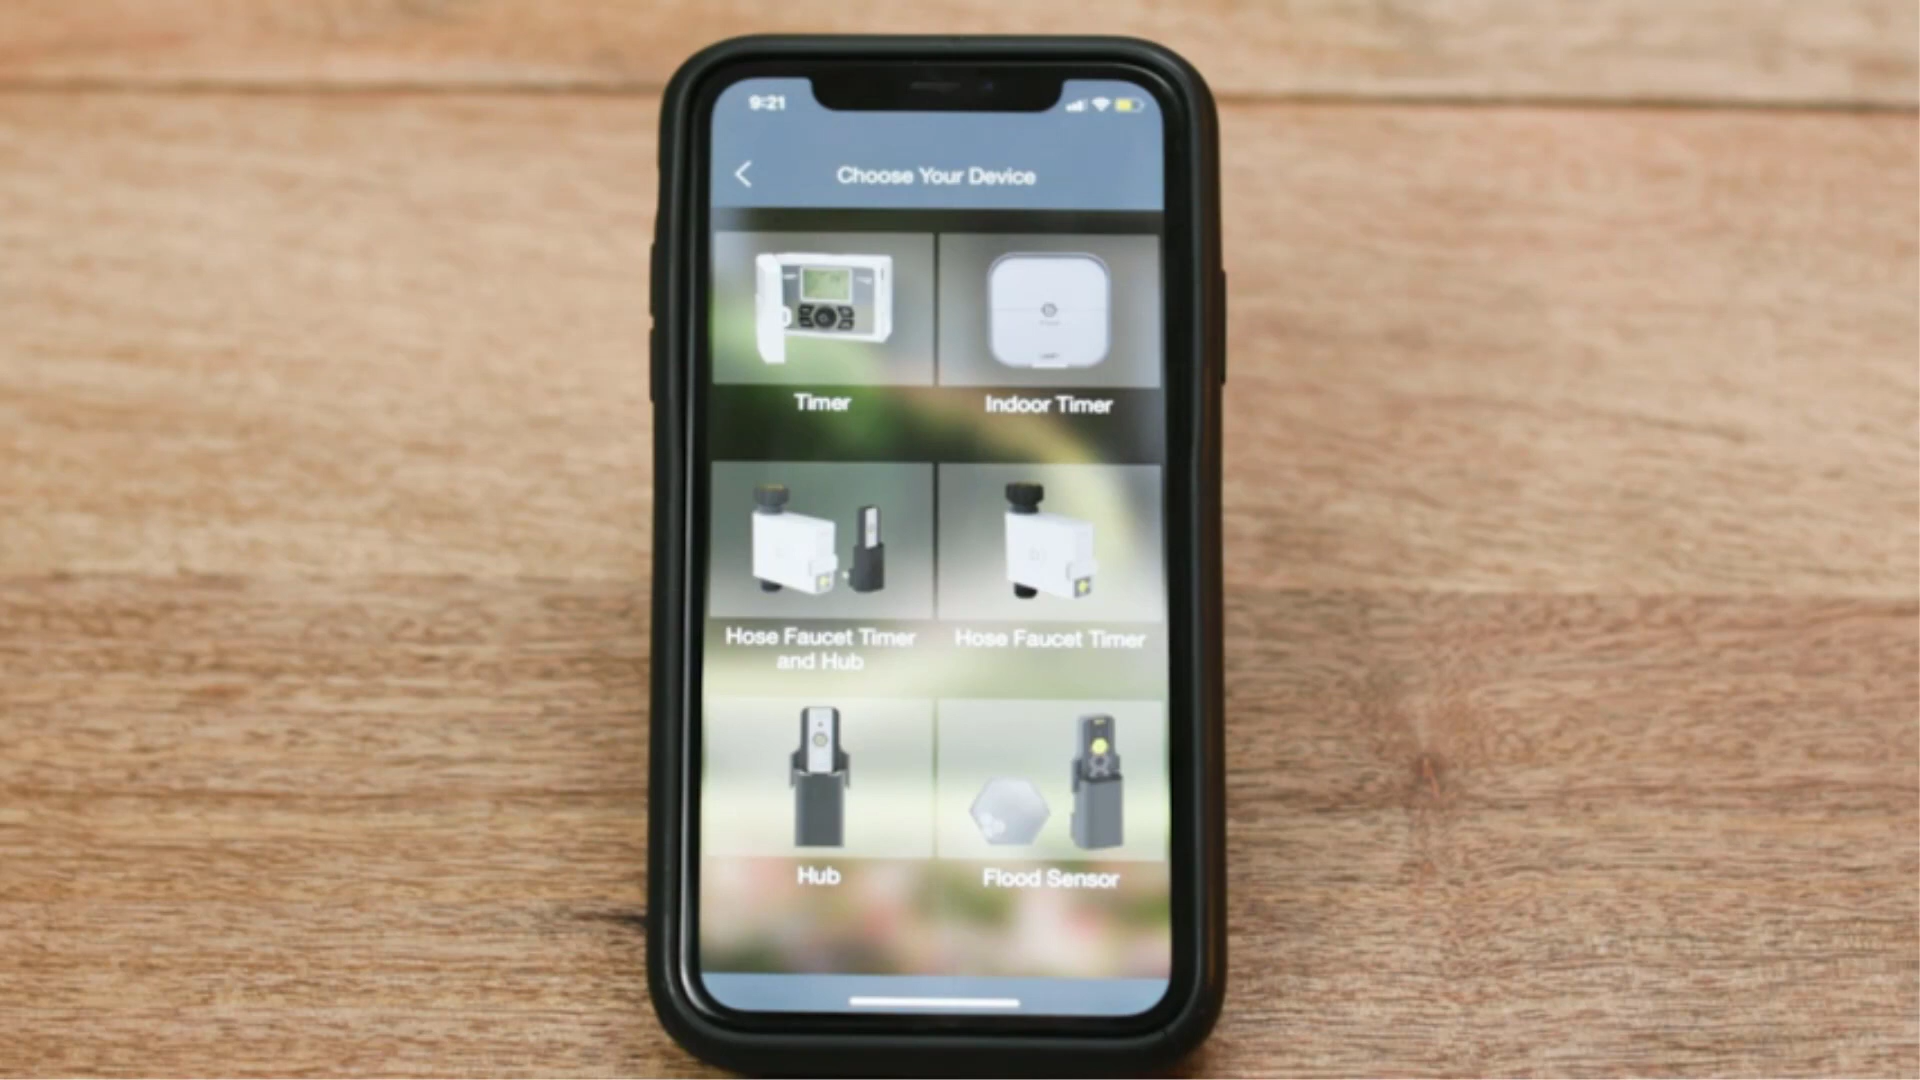 9:21
Choose Your Device
Timer
Indoor Timer
Hose Faucet Timer
and Hub
Hose Faucet Timer
Hub
Flood Sensor